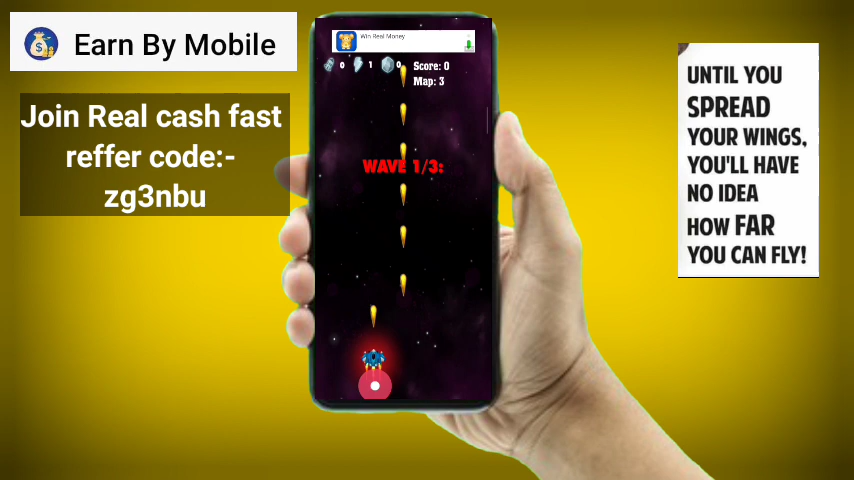 Earn By Mobile
Join Real cash fast
reffer code:-
zg3nbu
Win Real Money
0
1
0
Score: 0
Map: 3
WAVE 1/3:
UNTIL YOU
SPREAD
YOUR WINGS,
YOU'LL HAVE
NO IDEA
HOW FAR
YOU CAN FLY!